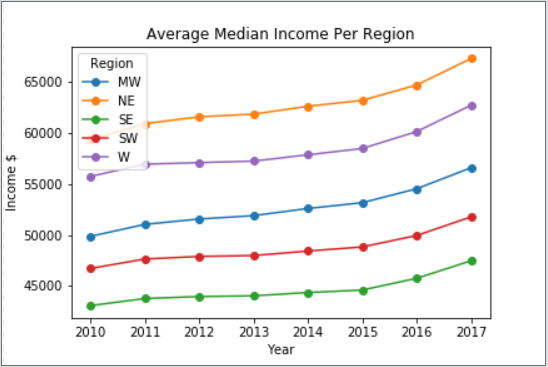 Average Median Income Per Region
Region
MW
NE
SE
SW
W
65000
60000
55000
50000
45000
Income $
2010 2011 2012 2013 2014 2015 2016 2017
Year